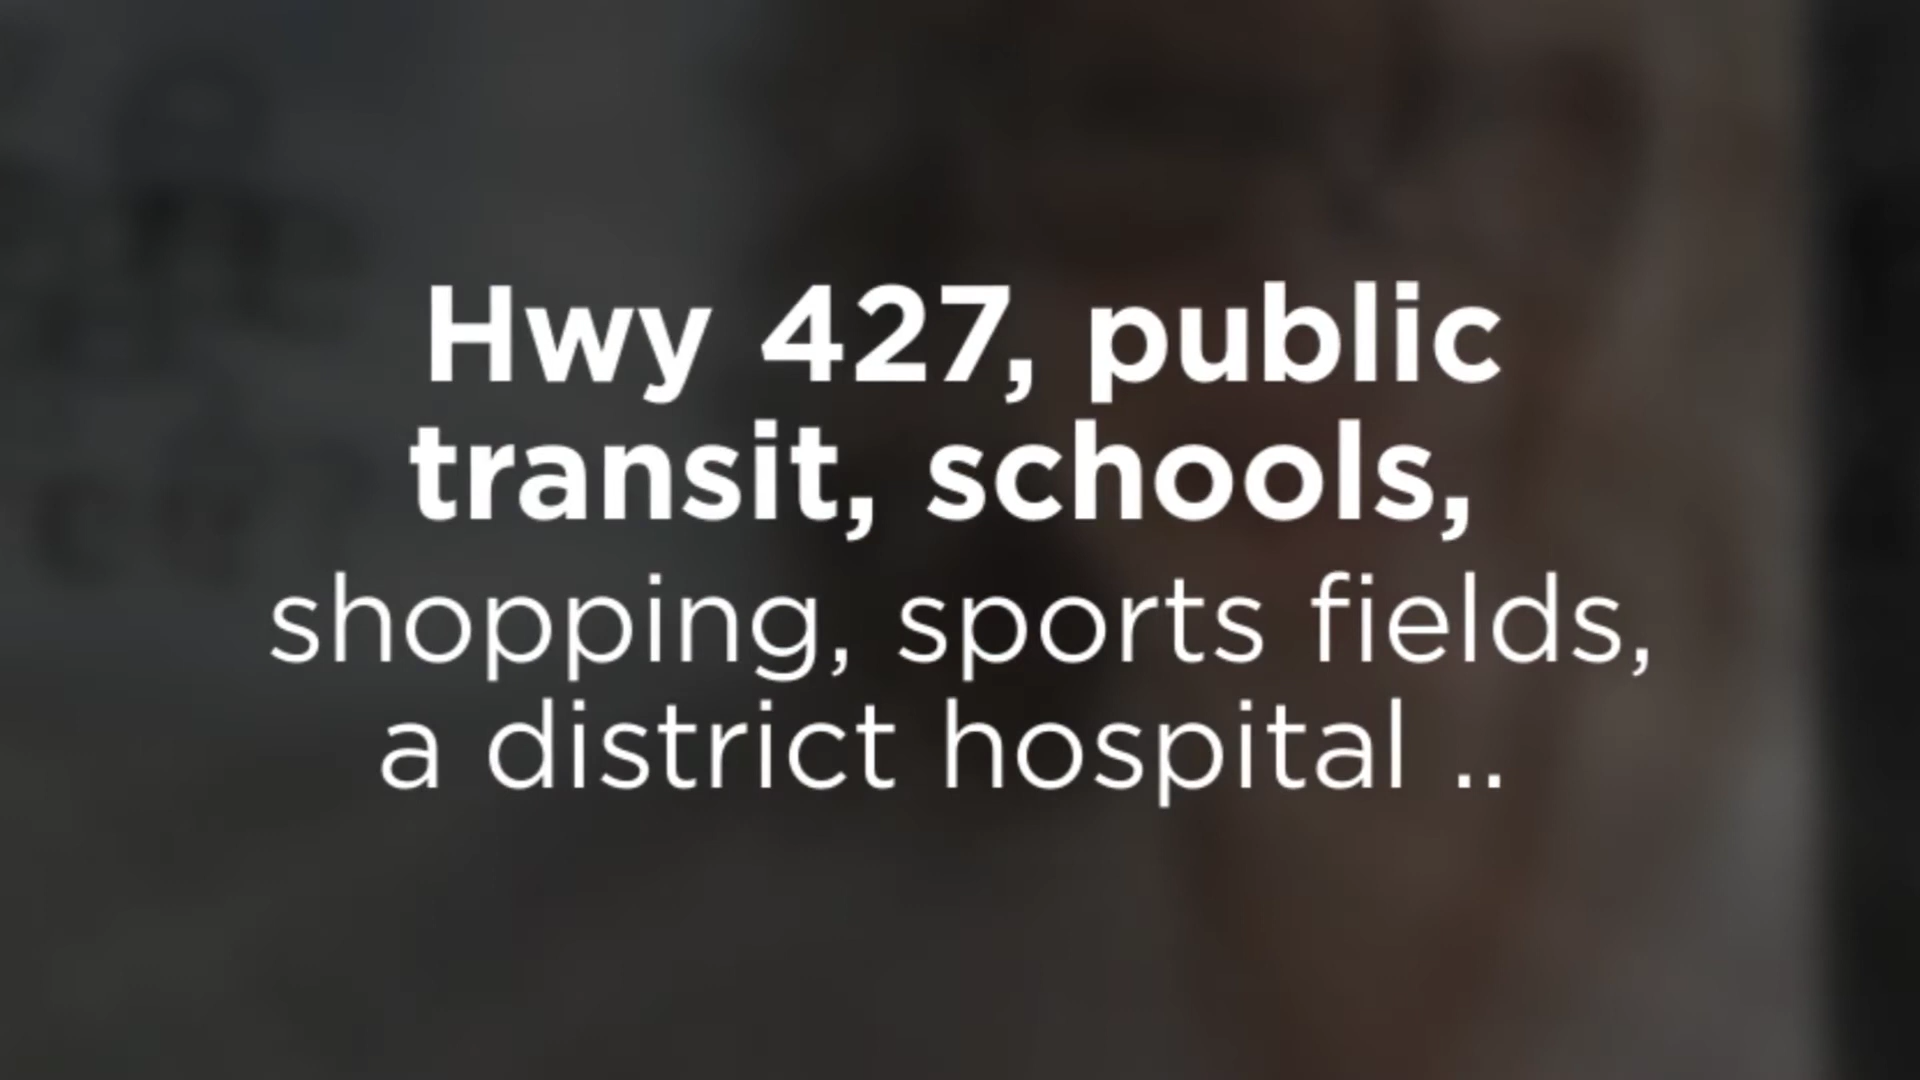 Hwy 427, public
transit, schools,
shopping, sports fields,
a district hospital ..